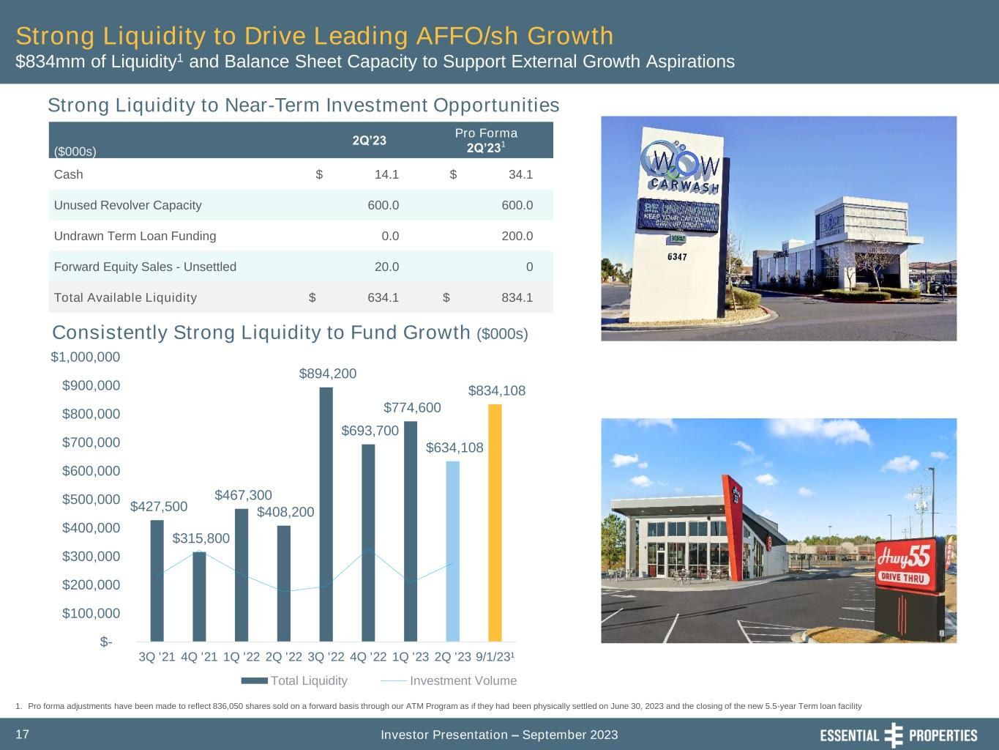 Strong Liquidity to Drive Leading AFFO/sh Growth
$834mm of Liquidity¹ and Balance Sheet Capacity to Support External Growth Aspirations
Strong Liquidity to Near-Term Investment Opportunities
($000s) 2Q’23 Pro Forma 2Q’23¹
Cash $ 14.1 $ 34.1
Unused Revolver Capacity 600.0 600.0
Undrawn Term Loan Funding 0.0 200.0
Forward Equity Sales - Unsettled 20.0 0
Total Available Liquidity $ 634.1 $ 834.1
Consistently Strong Liquidity to Fund Growth ($000s)
$1,000,000
$900,000
$800,000
$700,000
$600,000
$500,000
$400,000
$300,000
$200,000
$100,000
$-
$427,500
$315,800
$467,300
$408,200
$894,200
$693,700
$774,600
$634,108
$834,108
3Q '21 4Q '21 1Q '22 2Q '22 3Q '22 4Q '22 1Q '23 2Q '23 9/1/23¹
Total Liquidity Investment Volume
WOW
CARWASH
6347
Hwy 55
Hwy 55
DRIVE THRU
OPEN
1. Pro forma adjustments have been made to reflect 836,050 shares sold on a forward basis through our ATM Program as if they had been physically settled on June 30, 2023 and the closing of the new 5.5-year Term loan facility
17
Investor Presentation – September 2023
ESSENTIAL PROPERTIES